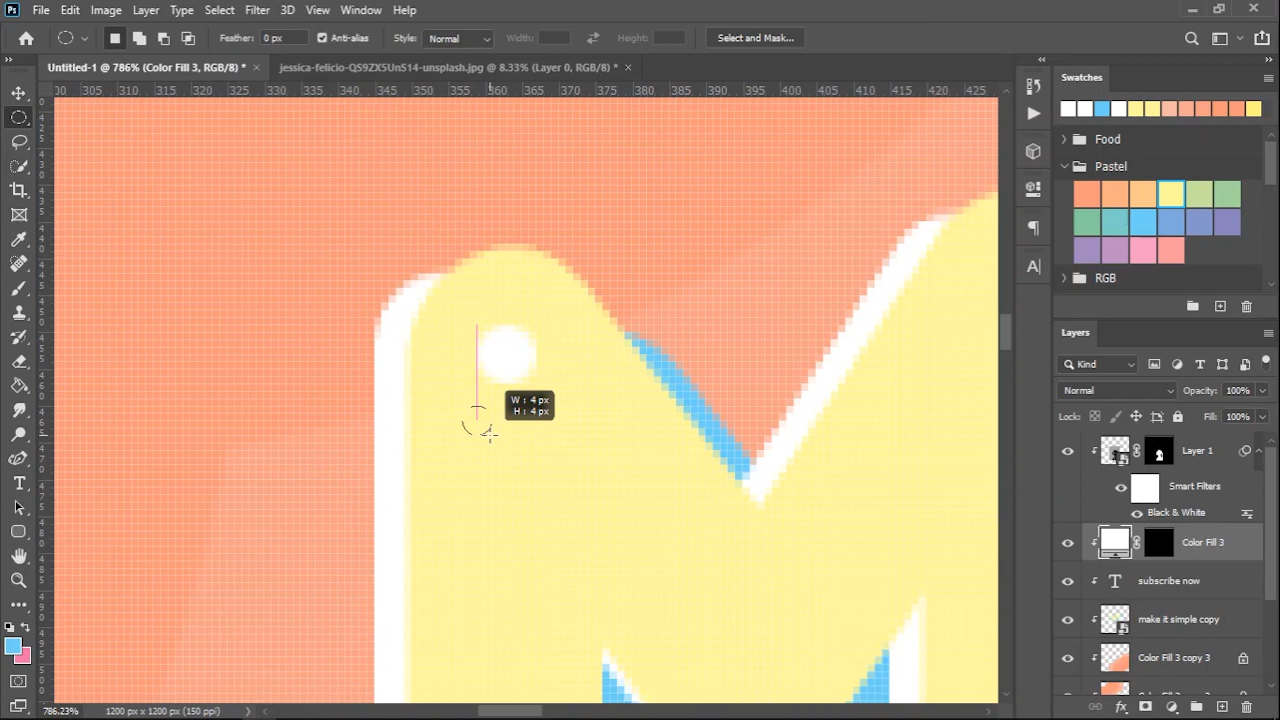 Ps File Edit Image Layer Type Select Filter 3D View Window Help
Feather: 0 px Anti-alias Style: Normal Width: Height: Select and Mask...
Untitled-1 @ 786% (Color Fill 3, RGB/8) * × jessica-felicio-QS9ZX5UnS14-unsplash.jpg @ 8.33% (Layer 0, RGB/8) * ×
00 305 310 315 320 325 330 335 340 345 350 355 360 365 370 375 380 385 390 395 400 405 410 415 420 425
Swatches
Food
Pastel
RGB
W : 4 px
H : 4 px
Layers
Kind
Normal Opacity: 100%
Lock: Fill: 100%
Layer 1
Smart Filters
Black & White
Color Fill 3
T subscribe now
make it simple copy
Color Fill 3 copy 3
786.23% 1200 px x 1200 px (150 ppi)